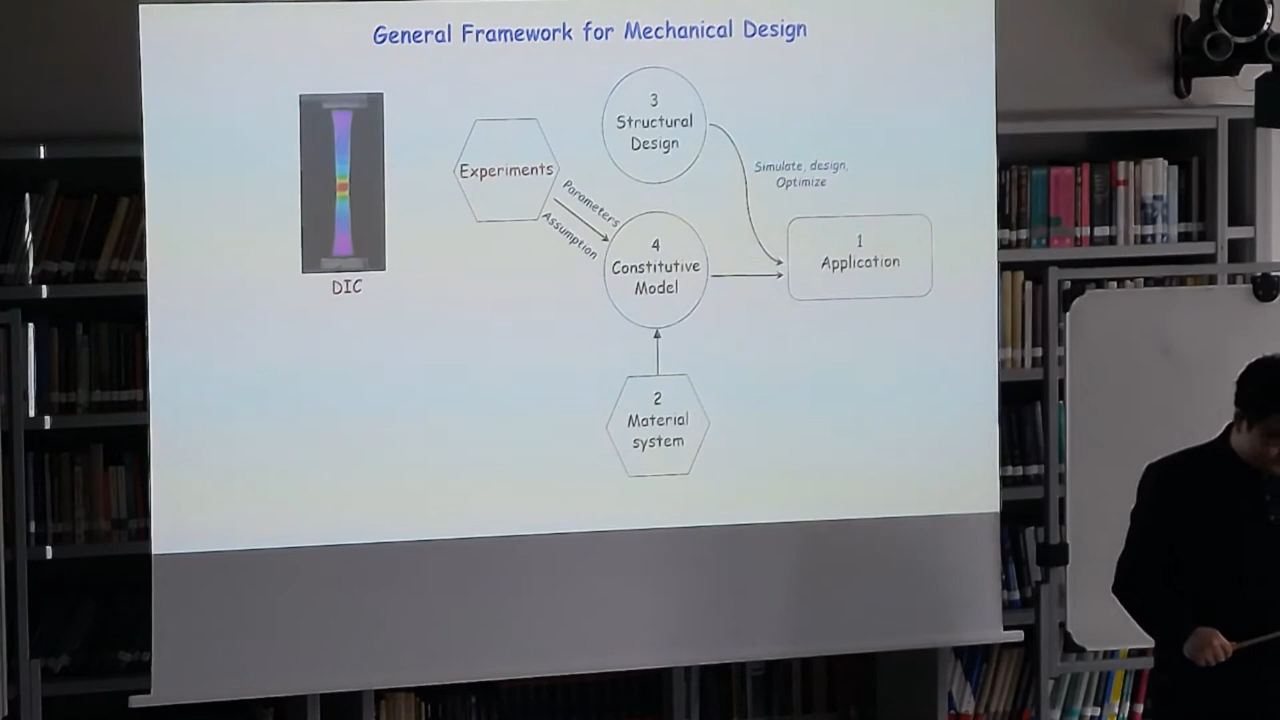 General Framework for Mechanical Design
DIC
Experiments
Parameters
Assumption
3
Structural
Design
Simulate, design,
Optimize
4
Constitutive
Model
1
Application
2
Material
system